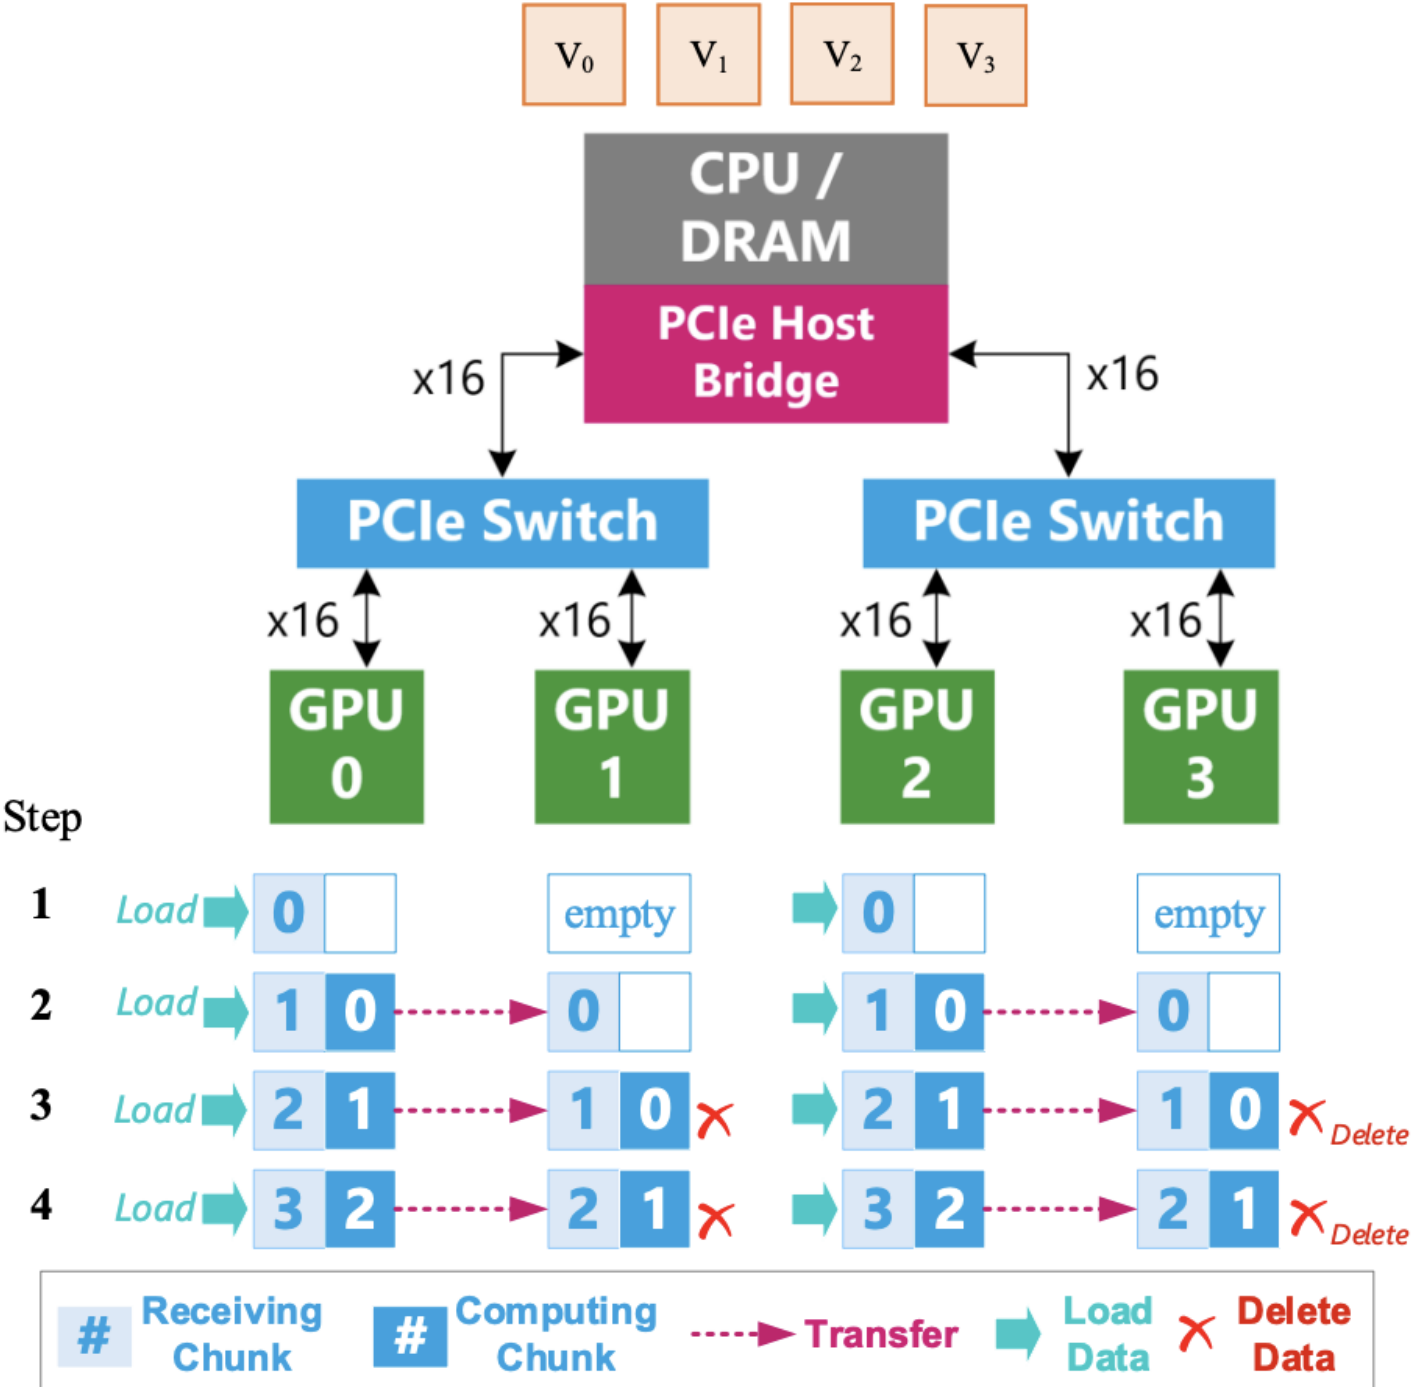 V0 V1 V2 V3
CPU /
DRAM
PCIe Host
Bridge
x16 x16
PCIe Switch PCIe Switch
x16 x16 x16 x16
GPU GPU GPU GPU
0 1 2 3
Step
1 Load 0 empty 0 empty
2 Load 1 0 0 1 0 0
3 Load 2 1 1 0 2 1 1 0 Delete
4 Load 3 2 2 1 3 2 2 1 Delete
# Receiving Chunk
# Computing Chunk
Transfer
Load Data
Delete Data